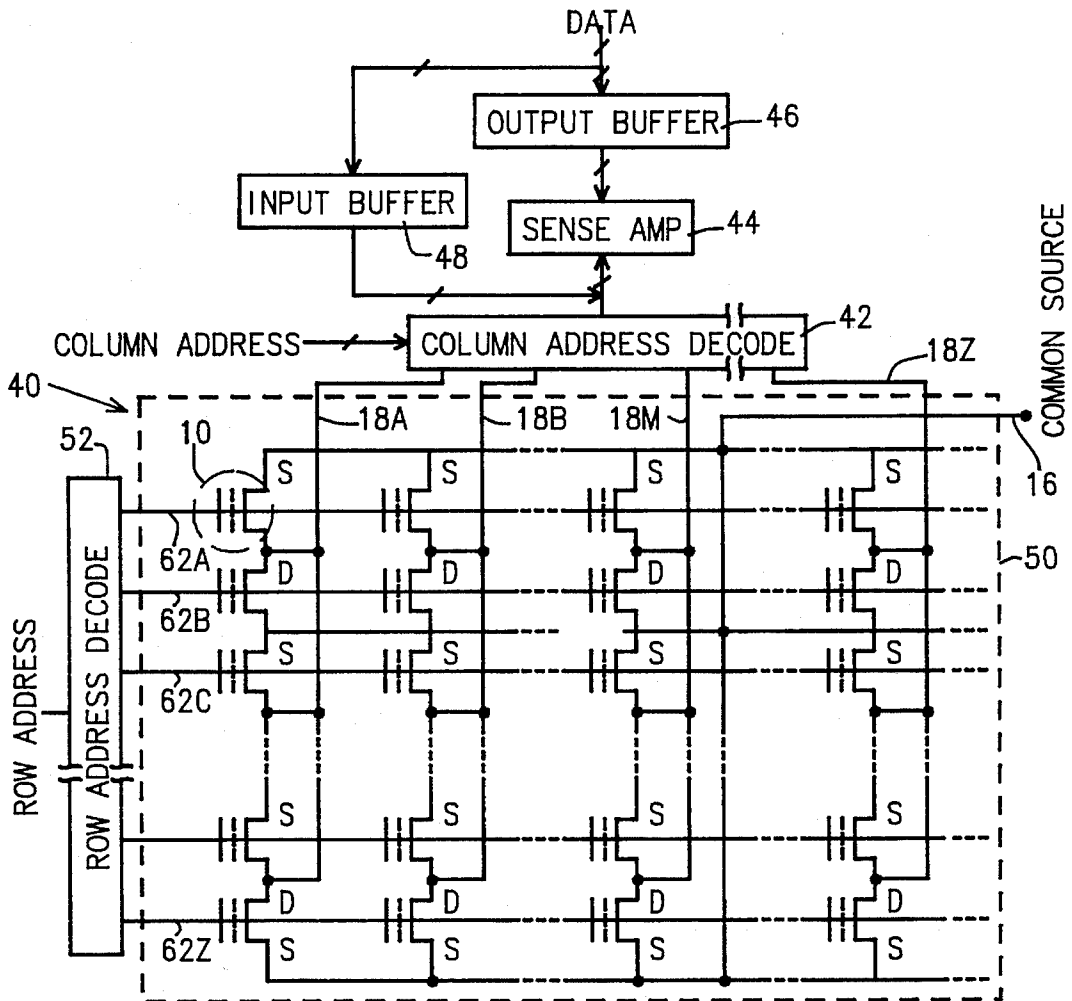 DATA
OUTPUT BUFFER
46
INPUT BUFFER
48
SENSE AMP
44
COMMON SOURCE
COLUMN ADDRESS
COLUMN ADDRESS DECODE
42
40
18A
18B
18M
18Z
16
52
10
S
S
S
S
62A
50
D
D
D
D
62B
S
S
S
S
62C
ROW ADDRESS
ROW ADDRESS DECODE
S
S
S
S
D
D
D
D
62Z
S
S
S
S